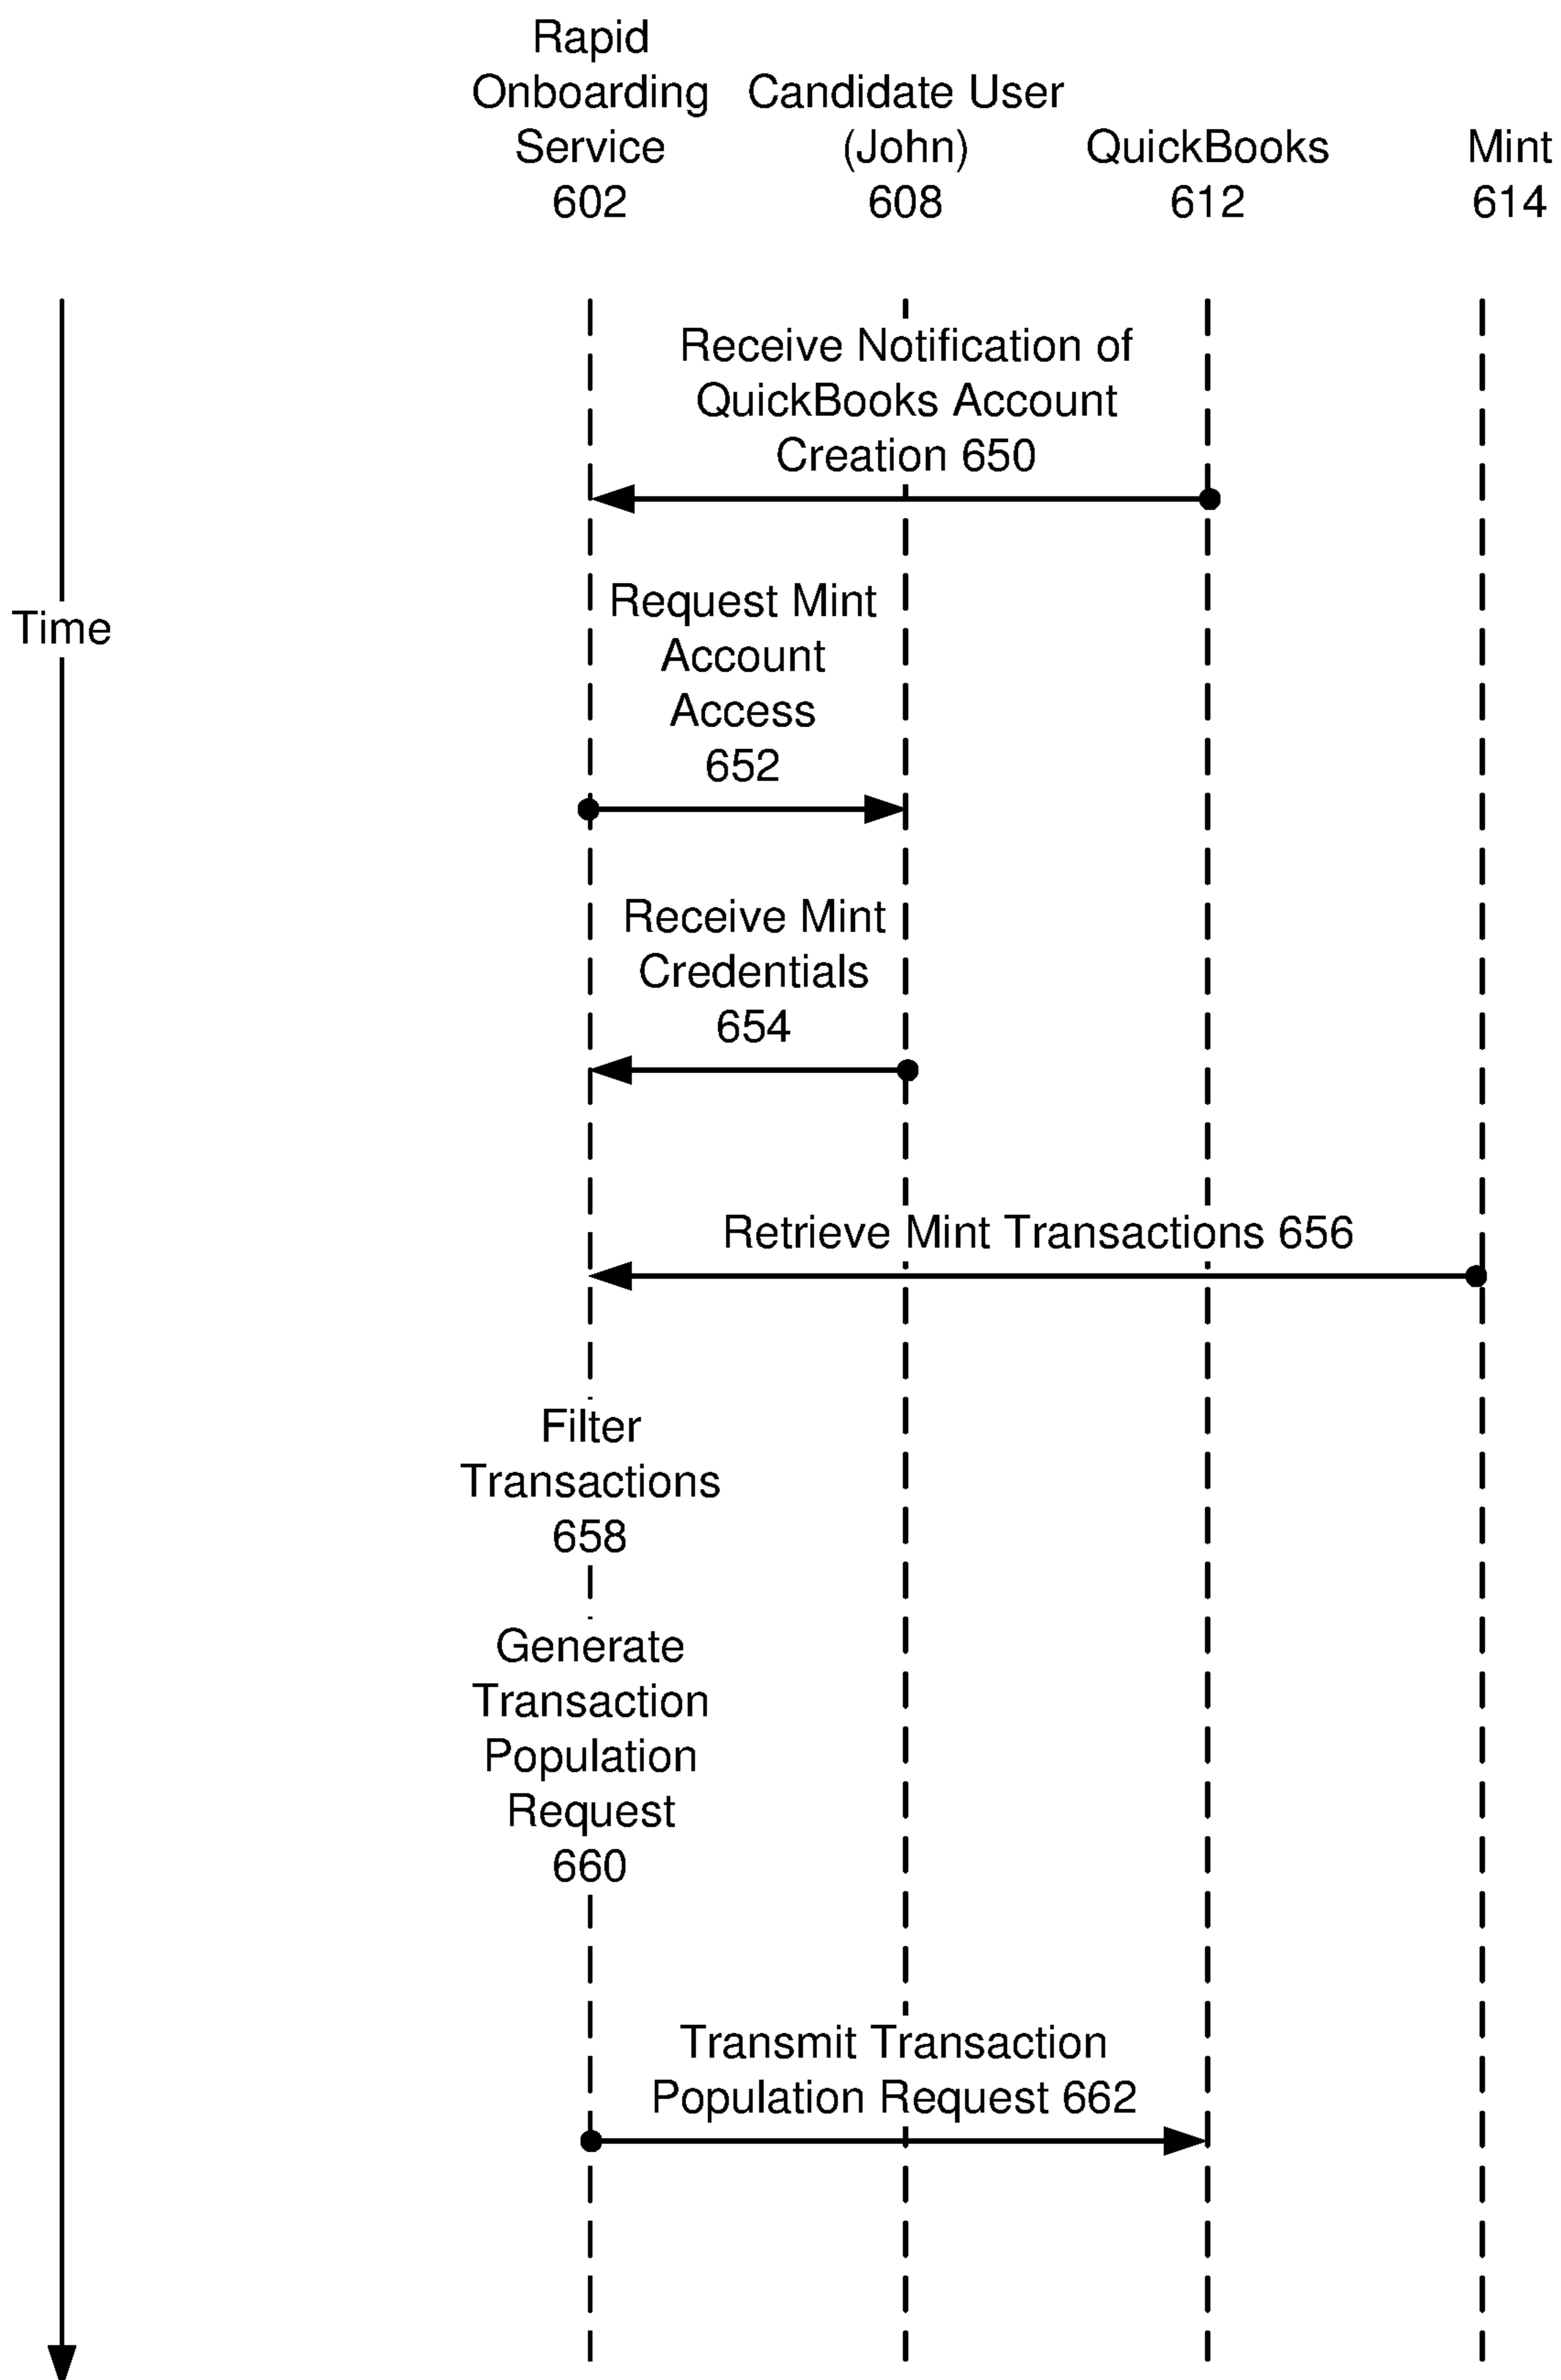 Rapid
Onboarding
Service
602
Candidate User
(John)
608
QuickBooks
612
Mint
614
Time
Receive Notification of
QuickBooks Account
Creation 650
Request Mint
Account
Access
652
Receive Mint
Credentials
654
Retrieve Mint Transactions 656
Filter
Transactions
658
Generate
Transaction
Population
Request
660
Transmit Transaction
Population Request 662